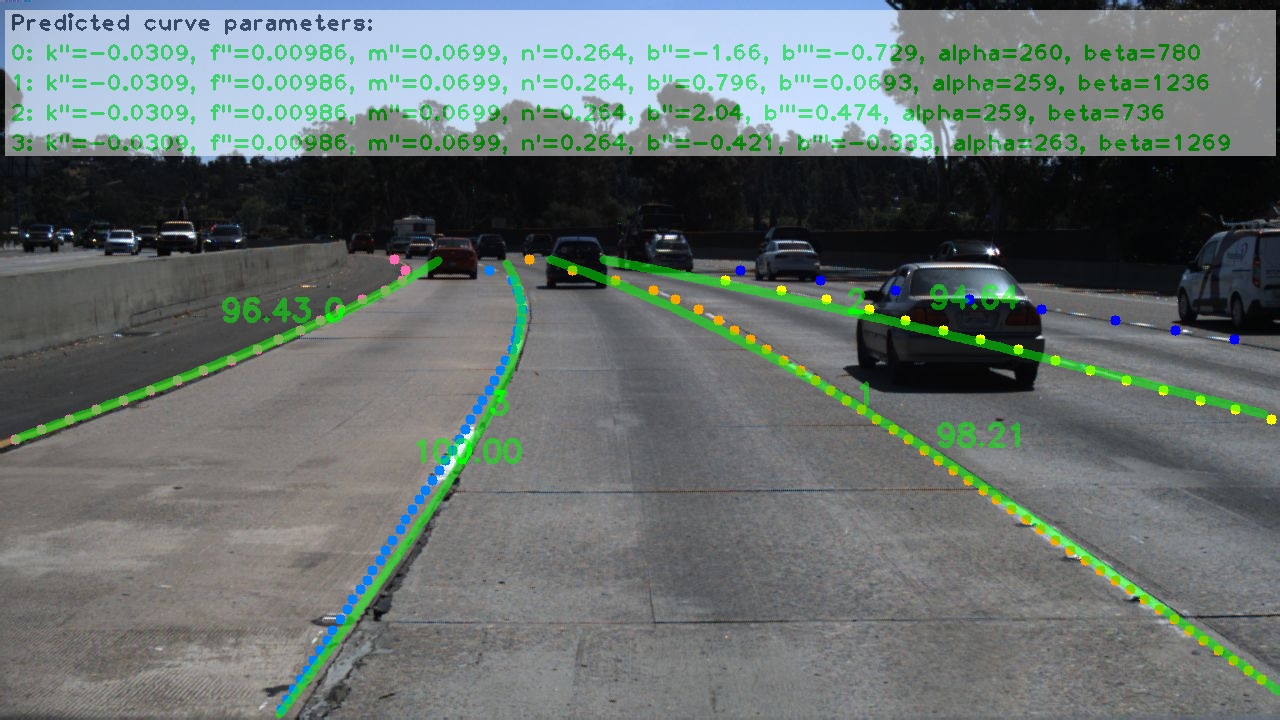 Predicted curve parameters:
0: k''=-0.0309, f''=0.00986, m''=0.0699, n'=0.264, b''=-1.66, b'''=-0.729, alpha=260, beta=780
1: k''=-0.0309, f''=0.00986, m''=0.0699, n'=0.264, b''=0.796, b'''=0.0693, alpha=259, beta=1236
2: k''=-0.0309, f''=0.00986, m''=0.0699, n'=0.264, b''=2.04, b'''=0.474, alpha=259, beta=736
3: k''=-0.0309, f''=0.00986, m''=0.0699, n'=0.264, b''=-0.421, b'''=-0.333, alpha=263, beta=1269
96.43 0
2 94.64
1
3
98.21
100.00